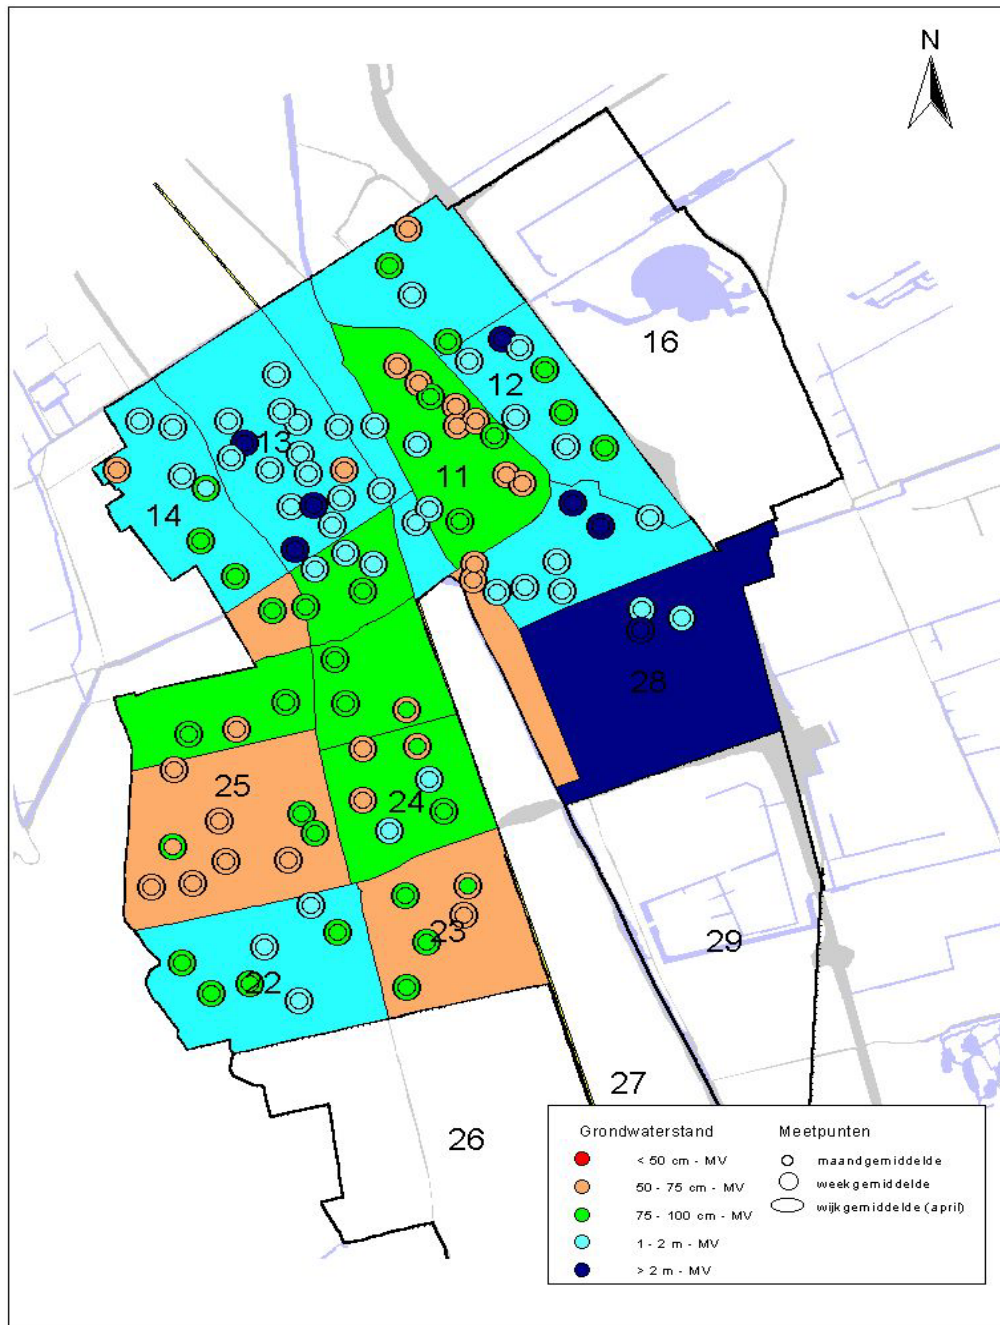 N
16
12
13
11
14
28
25
24
23
22
29
27
26
Grondwaterstand
< 50 cm - MV
50 - 75 cm - MV
75 - 100 cm - MV
1 - 2 m - MV
> 2 m - MV
Meetpunten
maandgemiddelde
weekgemiddelde
wijkgemiddelde (april)